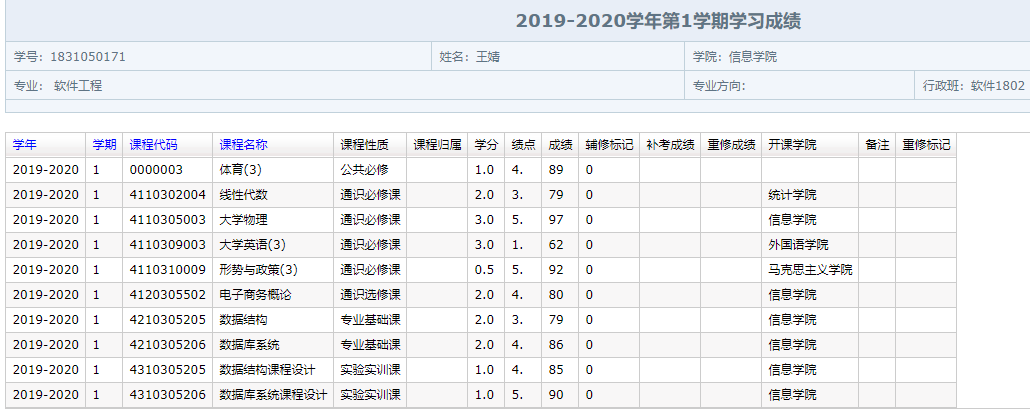 2019-2020学年第1学期学习成绩
学号：1831050171 姓名：王婧 学院：信息学院
专业： 软件工程 专业方向： 行政班：软件1802
学年 学期 课程代码 课程名称 课程性质 课程归属 学分 绩点 成绩 辅修标记 补考成绩 重修成绩 开课学院 备注 重修标记
2019-2020 1 0000003 体育(3) 公共必修 1.0 4. 89 0
2019-2020 1 4110302004 线性代数 通识必修课 2.0 3. 79 0 统计学院
2019-2020 1 4110305003 大学物理 通识必修课 3.0 5. 97 0 信息学院
2019-2020 1 4110309003 大学英语(3) 通识必修课 3.0 1. 62 0 外国语学院
2019-2020 1 4110310009 形势与政策(3) 通识必修课 0.5 5. 92 0 马克思主义学院
2019-2020 1 4120305502 电子商务概论 通识选修课 2.0 4. 80 0 信息学院
2019-2020 1 4210305205 数据结构 专业基础课 2.0 3. 79 0 信息学院
2019-2020 1 4210305206 数据库系统 专业基础课 2.0 4. 86 0 信息学院
2019-2020 1 4310305205 数据结构课程设计 实验实训课 1.0 4. 85 0 信息学院
2019-2020 1 4310305206 数据库系统课程设计 实验实训课 1.0 5. 90 0 信息学院